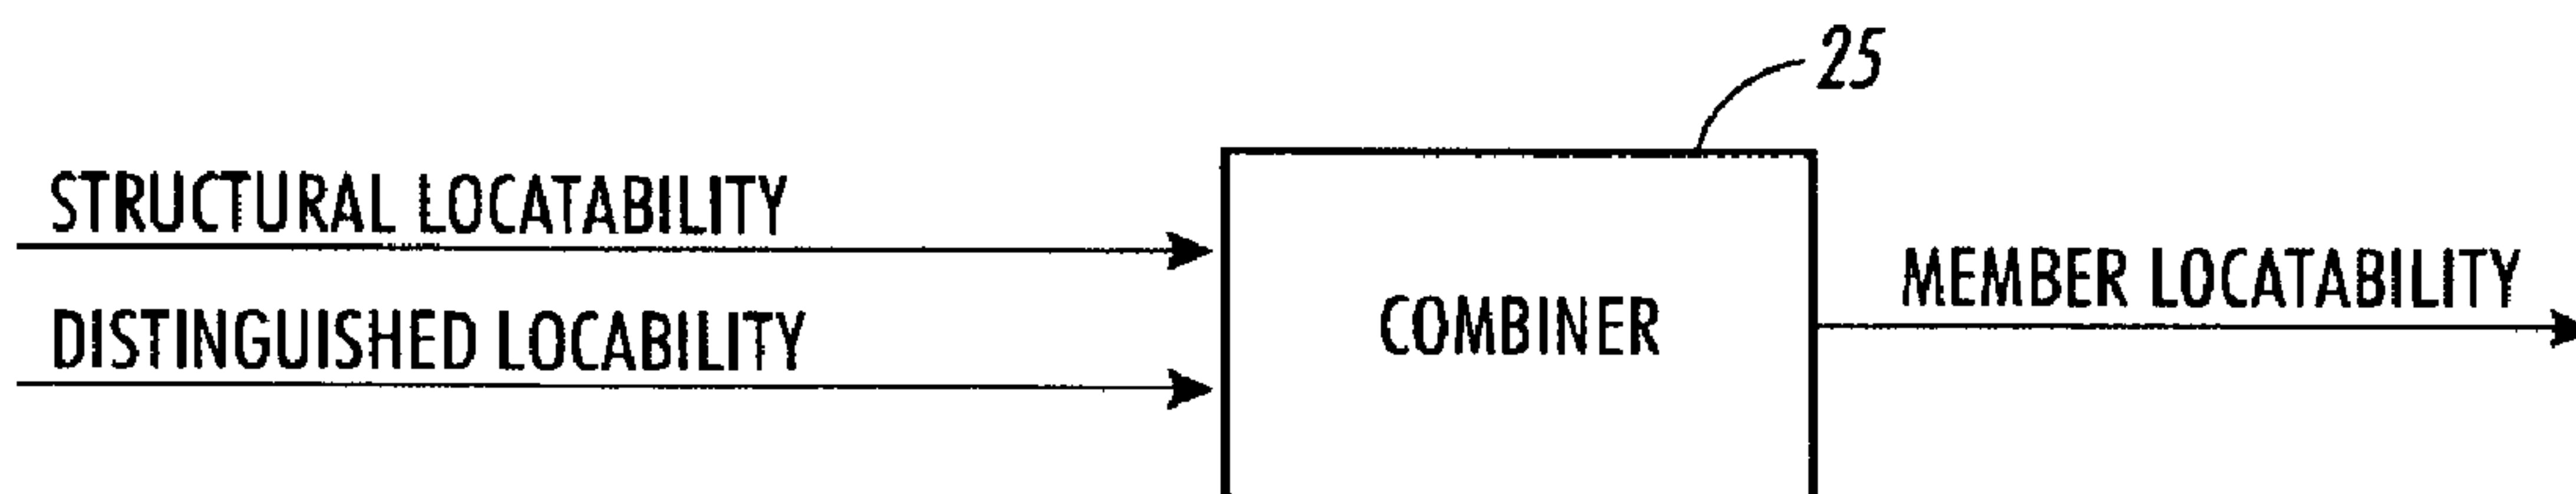 25
STRUCTURAL LOCATABILITY
DISTINGUISHED LOCABILITY
COMBINER
MEMBER LOCATABILITY